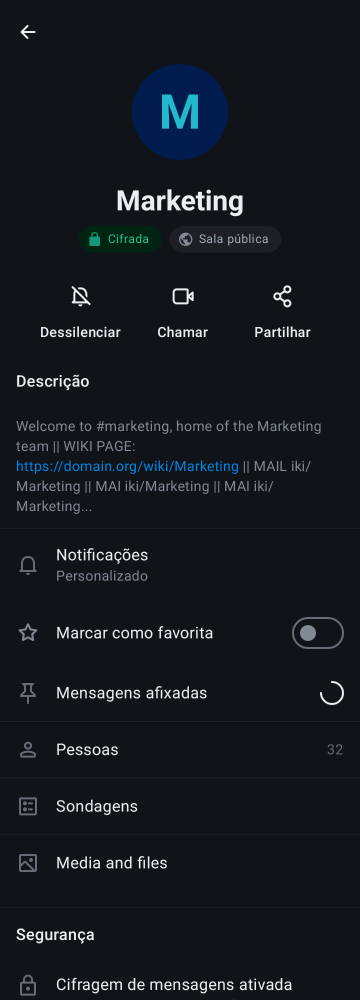 M
Marketing
Cifrada
Sala pública
Dessilenciar
Chamar
Partilhar
Descrição
Welcome to #marketing, home of the Marketing
team || WIKI PAGE:
https://domain.org/wiki/Marketing || MAIL iki/
Marketing || MAI iki/Marketing || MAI iki/
Marketing...
Notificações
Personalizado
Marcar como favorita
Mensagens afixadas
Pessoas 32
Sondagens
Media and files
Segurança
Cifragem de mensagens ativada